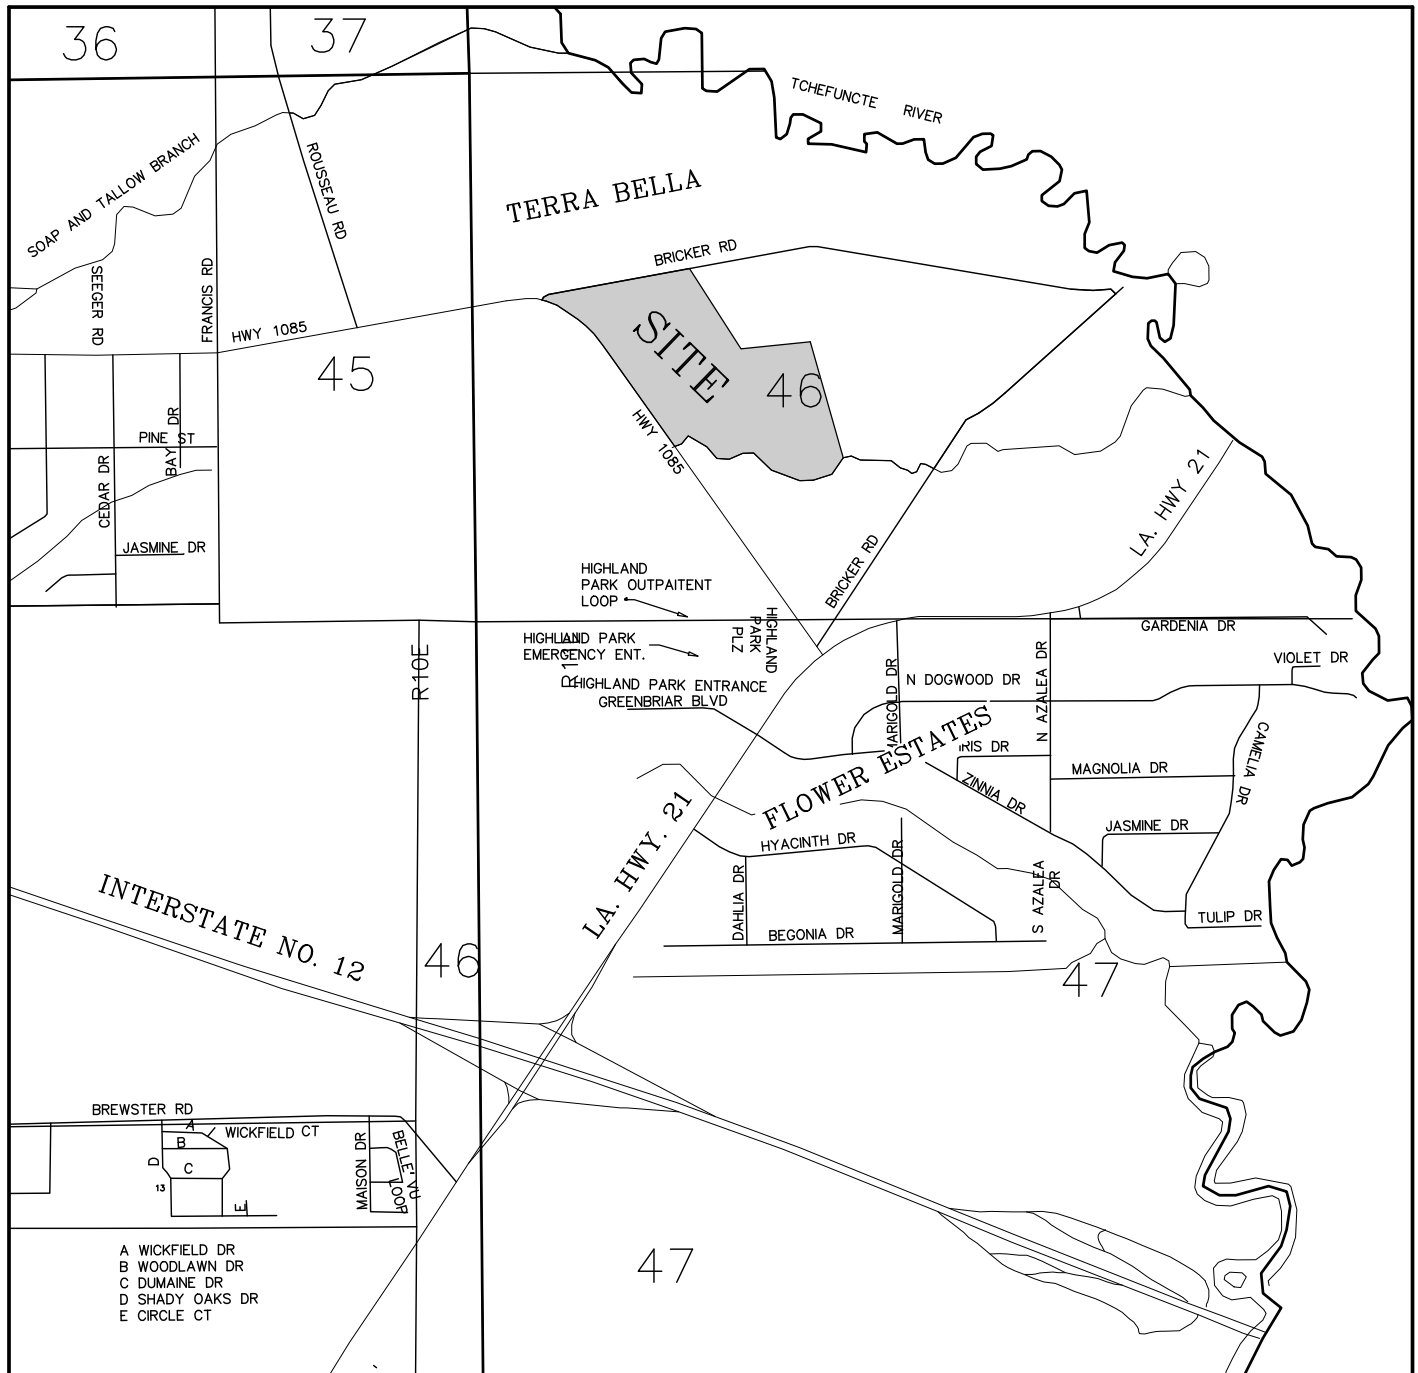 36
37
TCHEFUNCTE RIVER
SOAP AND TALLOW BRANCH
ROUSSEAU RD
TERRA BELLA
BRICKER RD
SEEGER RD
FRANCIS RD
HWY 1085
SITE
45
46
HWY 1085
PINE ST
BAY DR
CEDAR DR
JASMINE DR
LA. HWY 21
BRICKER RD
HIGHLAND
PARK OUTPAITENT
LOOP
HIGHLAND
PARK
PLZ
HIGHLAND PARK
EMERGENCY ENT.
R10E
HIGHLAND PARK ENTRANCE
GREENBRIAR BLVD
GARDENIA DR
VIOLET DR
MARIGOLD DR
N DOGWOOD DR
N AZALEA DR
CAMELIA DR
IRIS DR
FLOWER ESTATES
ZINNIA DR
MAGNOLIA DR
JASMINE DR
HYACINTH DR
DAHLIA DR
MARIGOLD DR
S AZALEA
DR
TULIP DR
BEGONIA DR
LA. HWY. 21
INTERSTATE NO. 12
46
47
BREWSTER RD
A
WICKFIELD CT
B
C
D
13
E
MAISON DR
BELLE'VU
LOOP
47
A WICKFIELD DR
B WOODLAWN DR
C DUMAINE DR
D SHADY OAKS DR
E CIRCLE CT